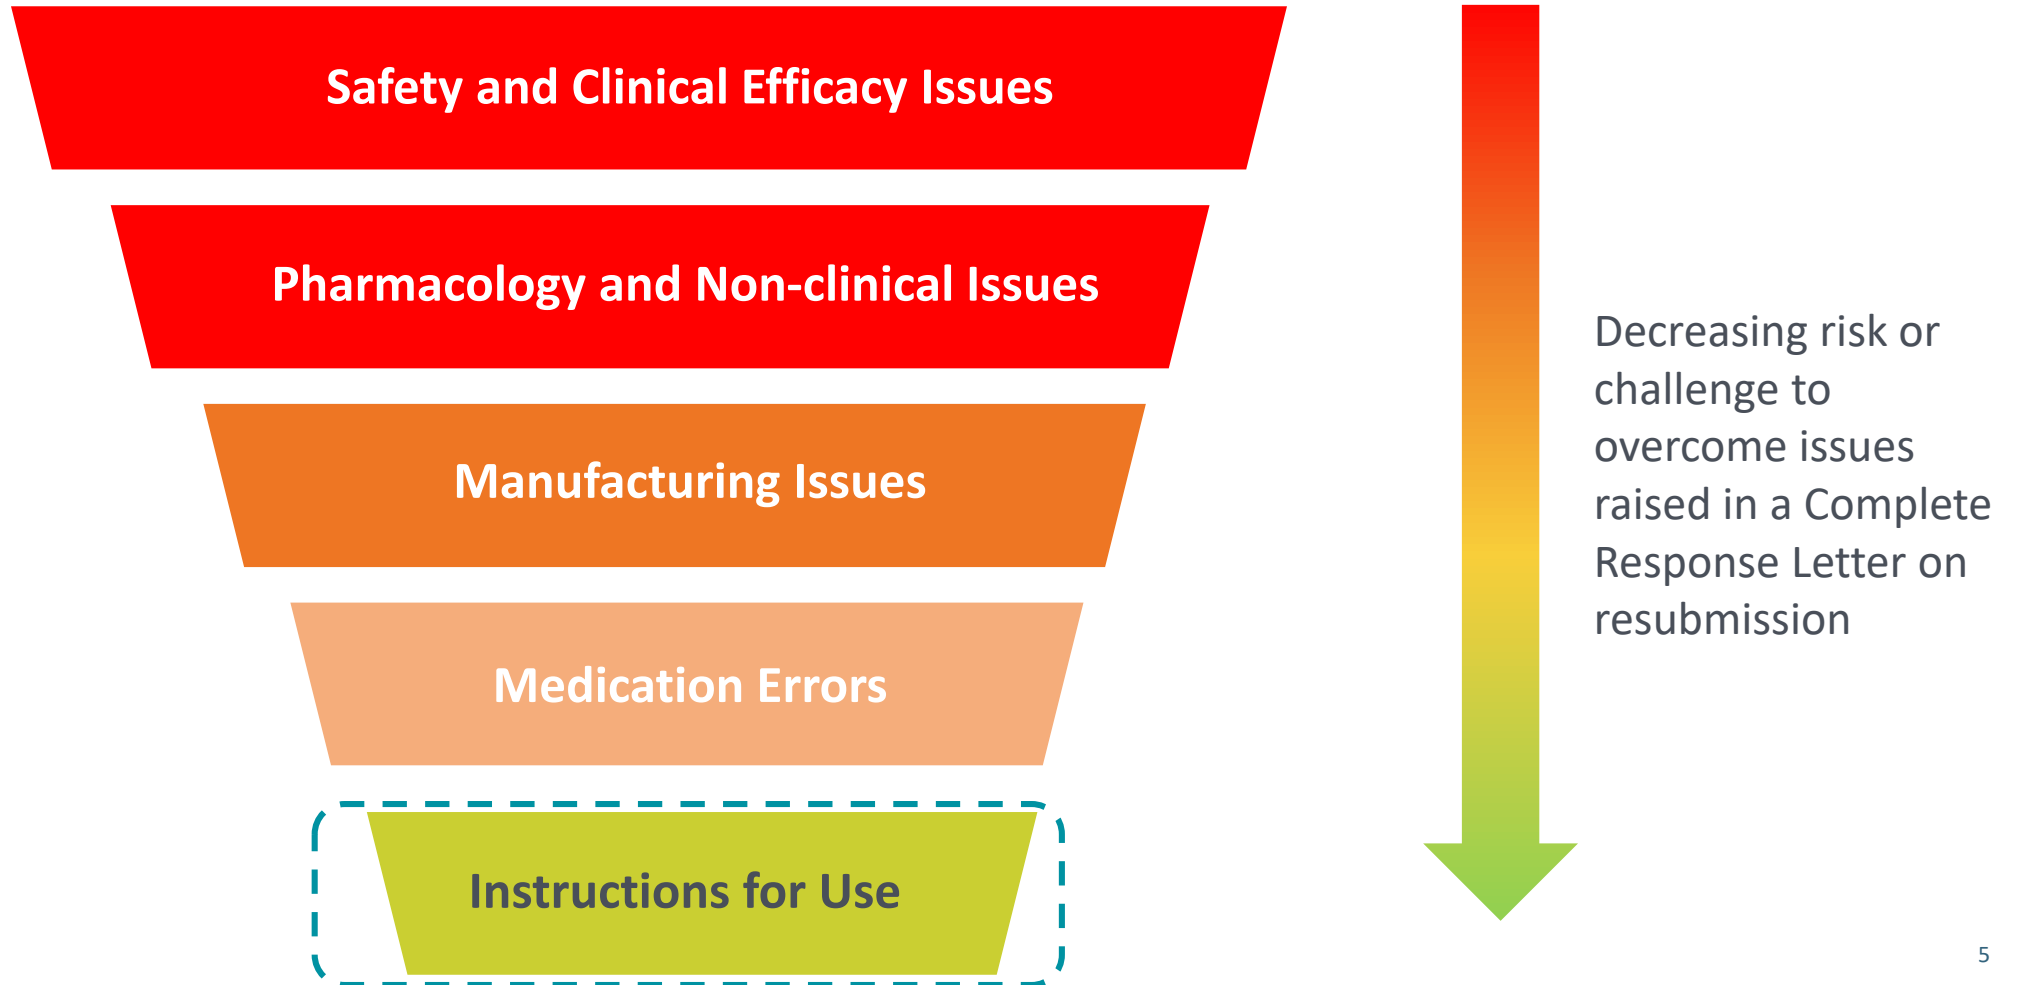 Safety and Clinical Efficacy Issues
Pharmacology and Non-clinical Issues
Manufacturing Issues
Medication Errors
Instructions for Use
Decreasing risk or
challenge to
overcome issues
raised in a Complete
Response Letter on
resubmission
5